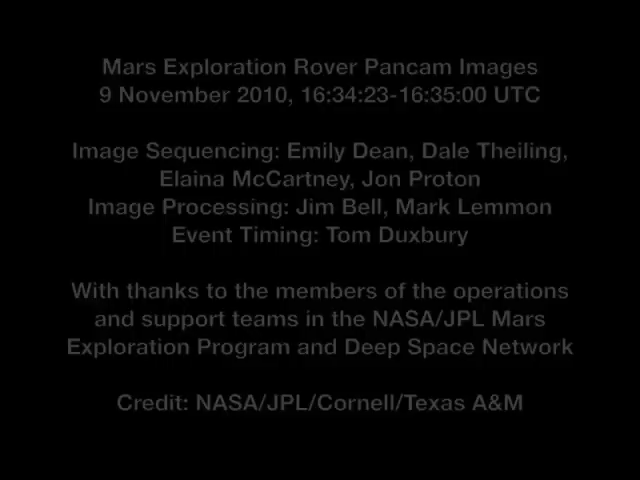 Mars Exploration Rover Pancam Images
9 November 2010, 16:34:23-16:35:00 UTC
Image Sequencing: Emily Dean, Dale Theiling,
Elaina McCartney, Jon Proton
Image Processing: Jim Bell, Mark Lemmon
Event Timing: Tom Duxbury
With thanks to the members of the operations
and support teams in the NASA/JPL Mars
Exploration Program and Deep Space Network
Credit: NASA/JPL/Cornell/Texas A&M